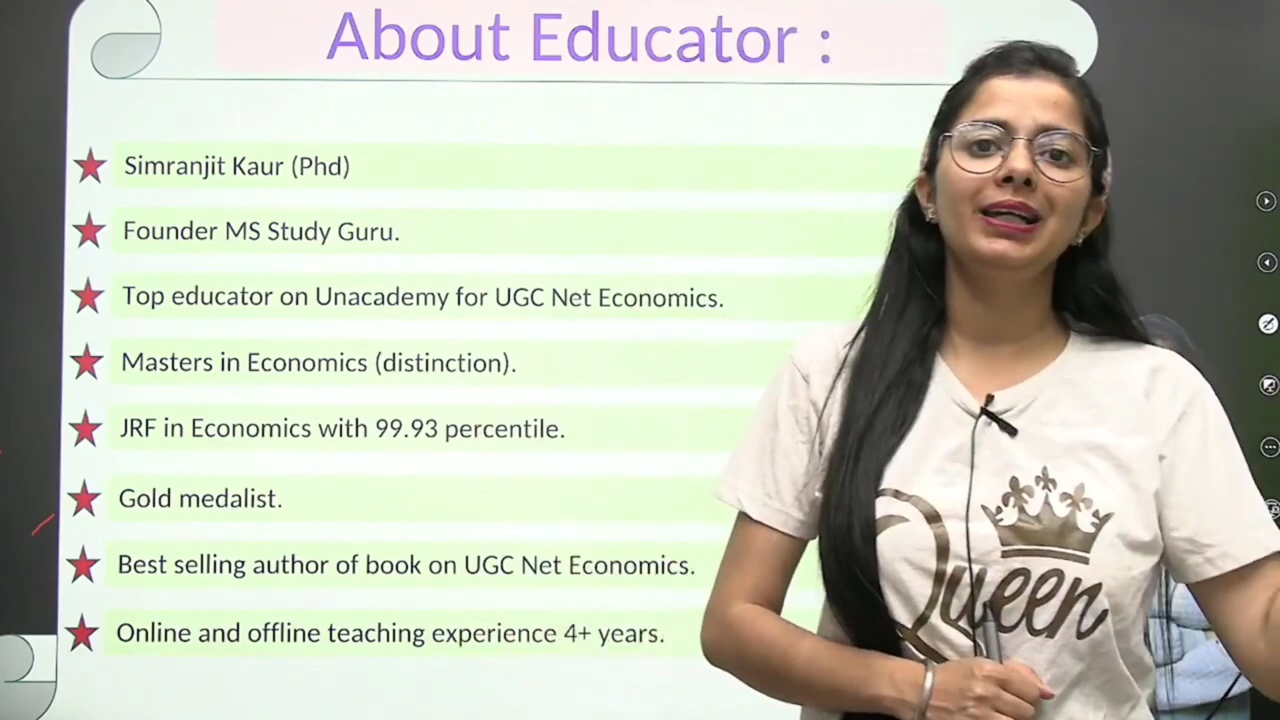 About Educator :
Simranjit Kaur (Phd)
Founder MS Study Guru.
Top educator on Unacademy for UGC Net Economics.
Masters in Economics (distinction).
JRF in Economics with 99.93 percentile.
Gold medalist.
Best selling author of book on UGC Net Economics.
Online and offline teaching experience 4+ years.
Queen